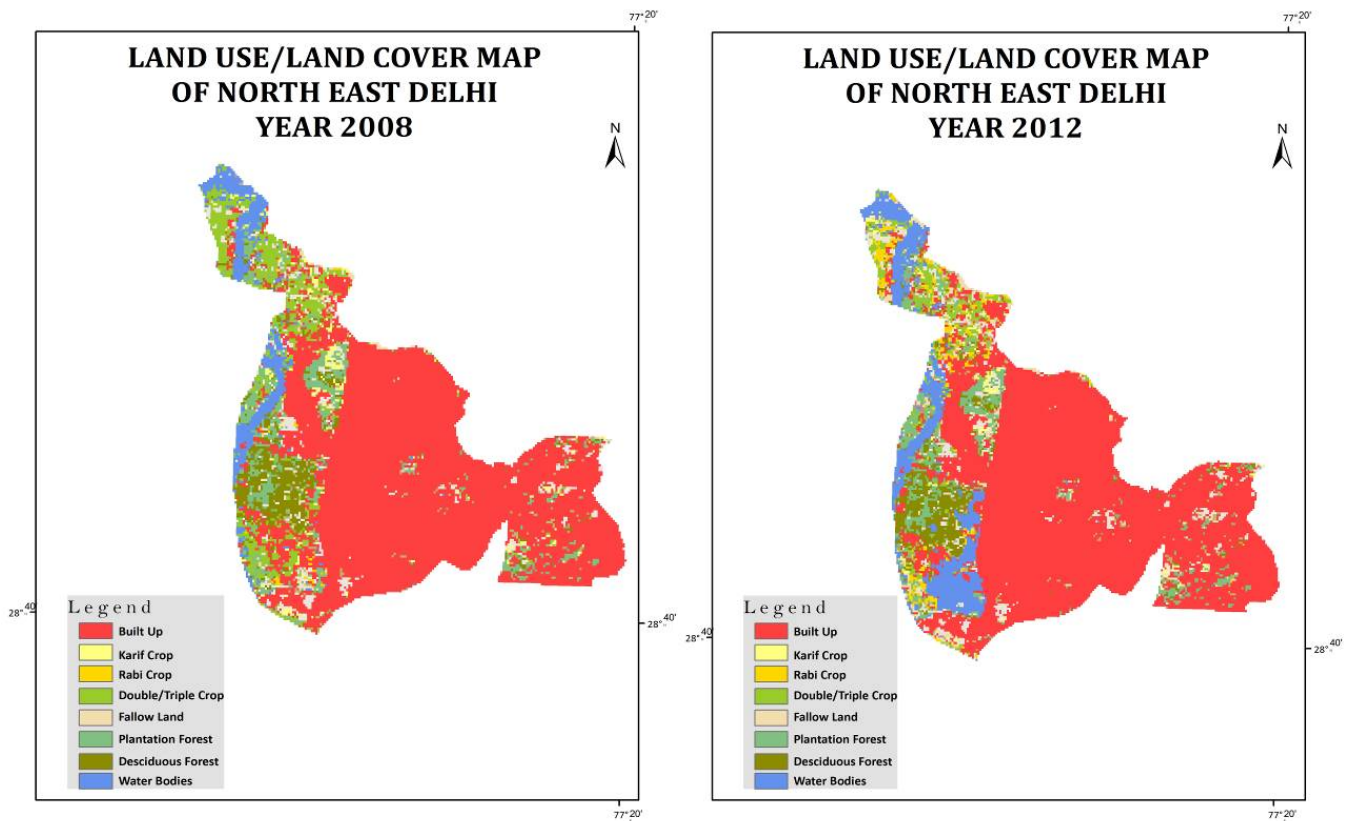 77°20'
LAND USE/LAND COVER MAP
OF NORTH EAST DELHI
YEAR 2008
N
28°40'
28°40'
Legend
Built Up
Karif Crop
Rabi Crop
Double/Triple Crop
Fallow Land
Plantation Forest
Desciduous Forest
Water Bodies
77°20'
77°20'
LAND USE/LAND COVER MAP
OF NORTH EAST DELHI
YEAR 2012
N
28°40'
28°40'
Legend
Built Up
Karif Crop
Rabi Crop
Double/Triple Crop
Fallow Land
Plantation Forest
Desciduous Forest
Water Bodies
77°20'